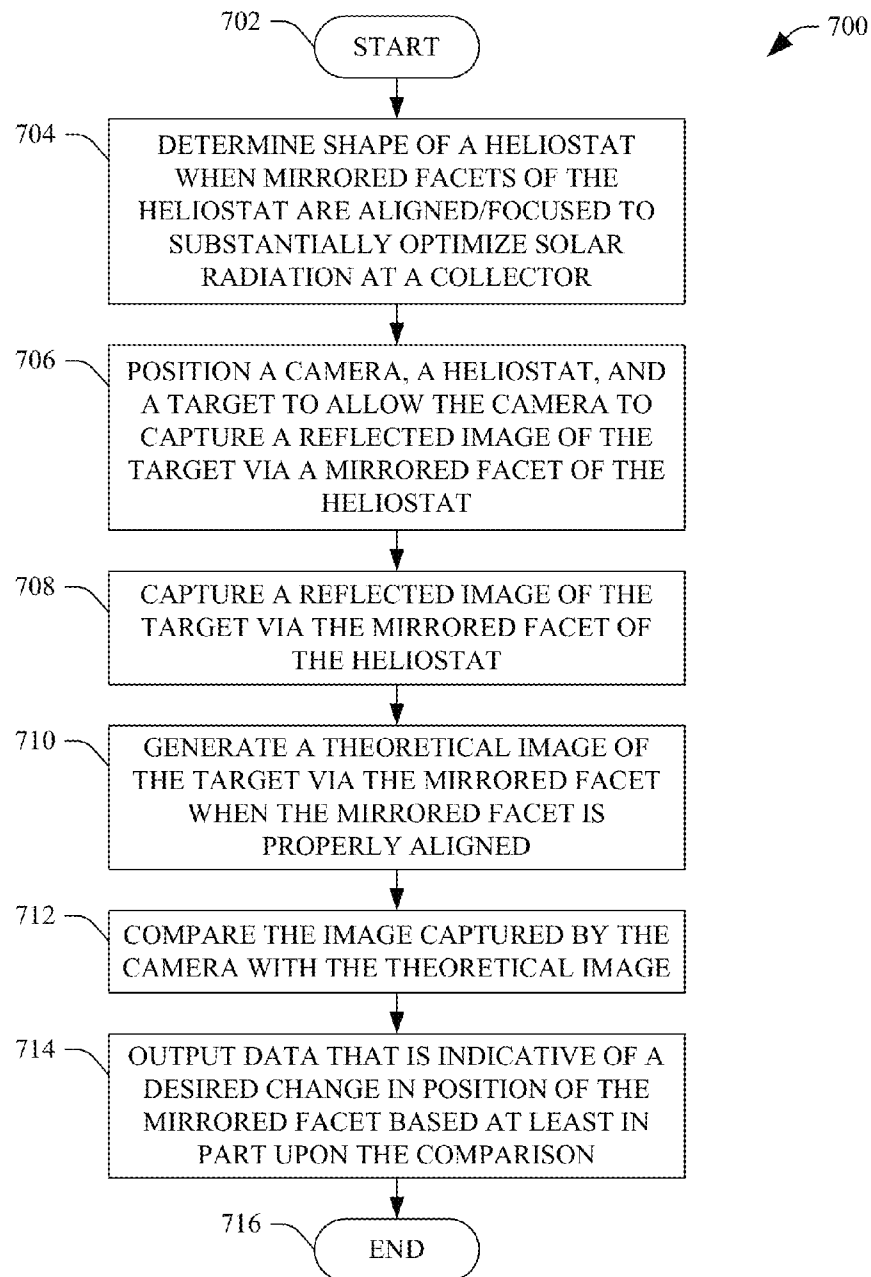 702
START
700
704
DETERMINE SHAPE OF A HELIOSTAT
WHEN MIRRORED FACETS OF THE
HELIOSTAT ARE ALIGNED/FOCUSED TO
SUBSTANTIALLY OPTIMIZE SOLAR
RADIATION AT A COLLECTOR
706
POSITION A CAMERA, A HELIOSTAT, AND
A TARGET TO ALLOW THE CAMERA TO
CAPTURE A REFLECTED IMAGE OF THE
TARGET VIA A MIRRORED FACET OF THE
HELIOSTAT
708
CAPTURE A REFLECTED IMAGE OF THE
TARGET VIA THE MIRRORED FACET OF
THE HELIOSTAT
710
GENERATE A THEORETICAL IMAGE OF
THE TARGET VIA THE MIRRORED FACET
WHEN THE MIRRORED FACET IS
PROPERLY ALIGNED
712
COMPARE THE IMAGE CAPTURED BY THE
CAMERA WITH THE THEORETICAL IMAGE
714
OUTPUT DATA THAT IS INDICATIVE OF A
DESIRED CHANGE IN POSITION OF THE
MIRRORED FACET BASED AT LEAST IN
PART UPON THE COMPARISON
716
END